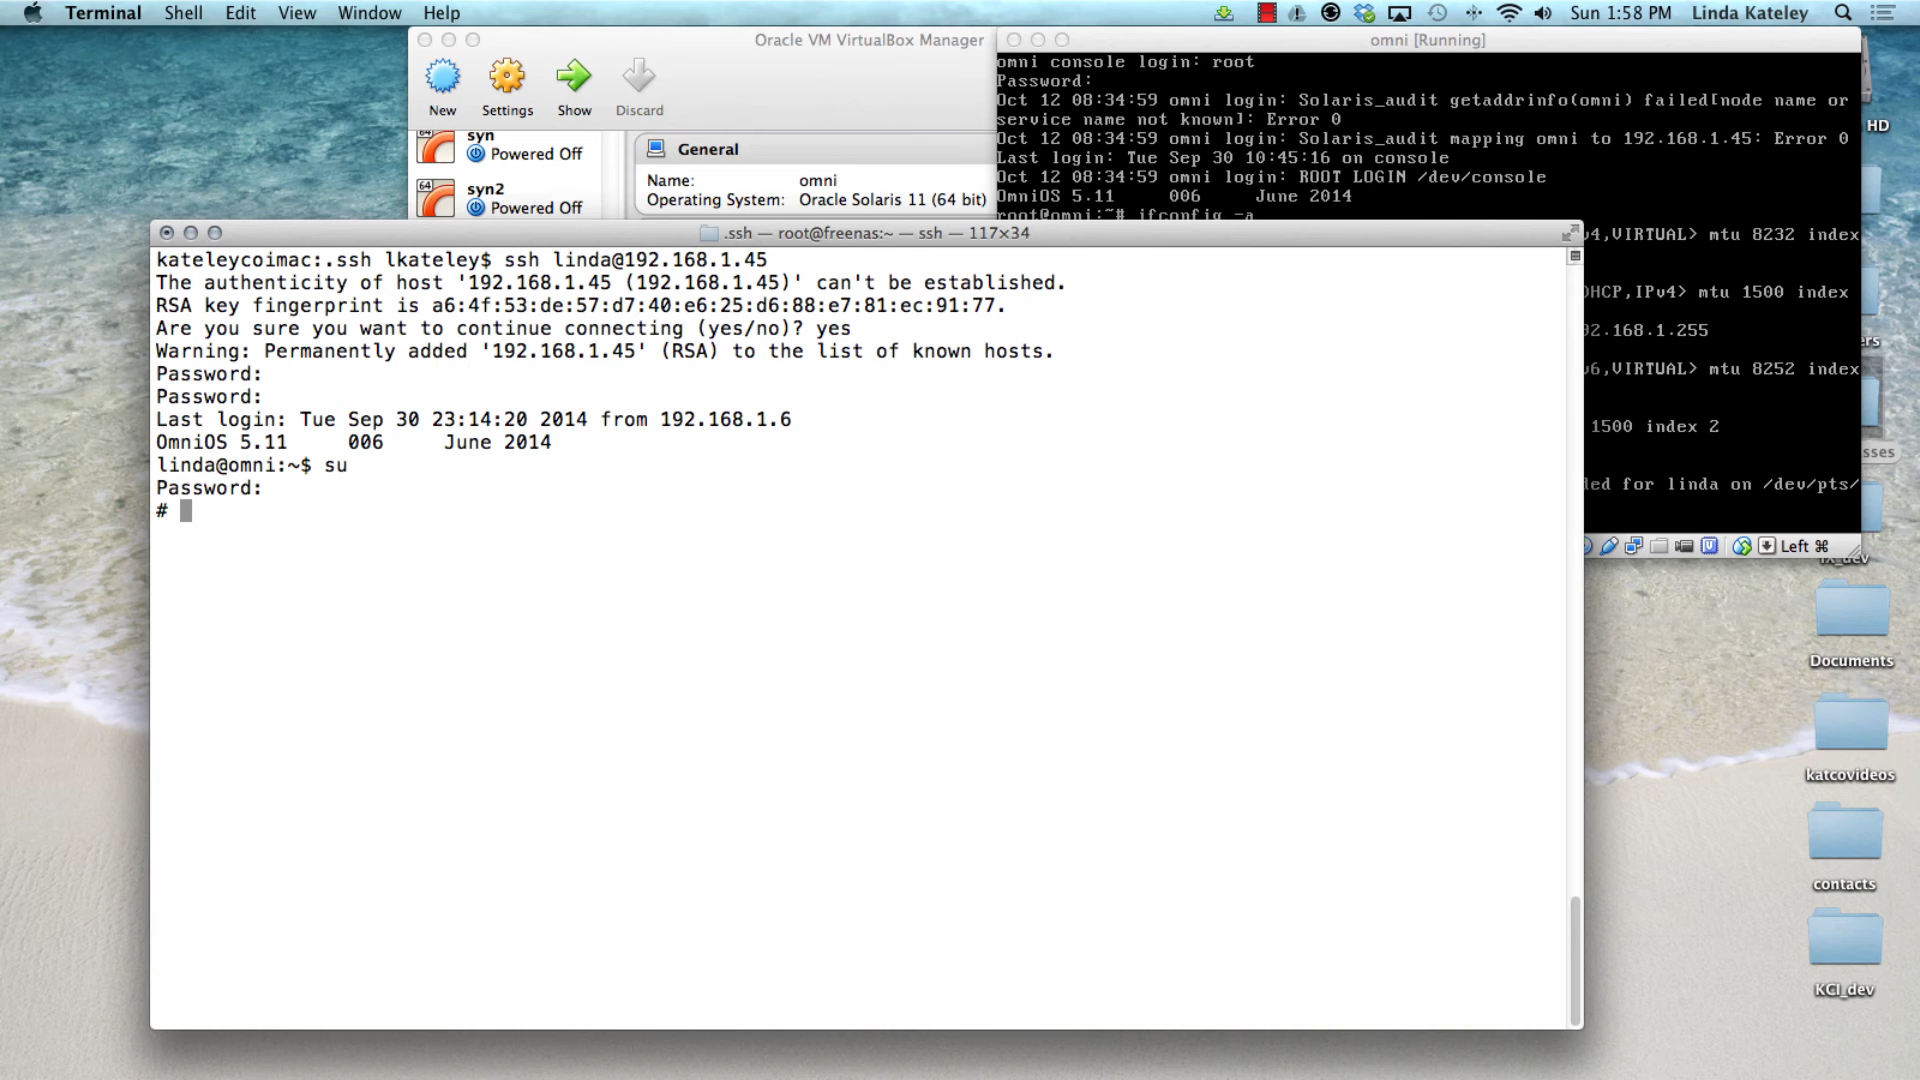 Terminal Shell Edit View Window Help
Sun 1:58 PM Linda Kateley
Oracle VM VirtualBox Manager
New Settings Show Discard
64 syn
Powered Off
64 syn2
Powered Off
General
Name: omni
Operating System: Oracle Solaris 11 (64 bit)
omni [Running]
omni console login: root
Password:
Oct 12 08:34:59 omni login: Solaris_audit getaddrinfo(omni) failed[node name or
service name not known]: Error 0
Oct 12 08:34:59 omni login: Solaris_audit mapping omni to 192.168.1.45: Error 0
Last login: Tue Sep 30 10:45:16 on console
Oct 12 08:34:59 omni login: ROOT LOGIN /dev/console
OmniOS 5.11 006 June 2014
root@omni:~# ifconfig -a
v4,VIRTUAL> mtu 8232 index
DHCP,IPv4> mtu 1500 index
92.168.1.255
v6,VIRTUAL> mtu 8252 index
1500 index 2
ded for linda on /dev/pts/
Left ⌘
.ssh — root@freenas:~ — ssh — 117×34
kateleycoimac:.ssh lkateley$ ssh linda@192.168.1.45
The authenticity of host '192.168.1.45 (192.168.1.45)' can't be established.
RSA key fingerprint is a6:4f:53:de:57:d7:40:e6:25:d6:88:e7:81:ec:91:77.
Are you sure you want to continue connecting (yes/no)? yes
Warning: Permanently added '192.168.1.45' (RSA) to the list of known hosts.
Password:
Password:
Last login: Tue Sep 30 23:14:20 2014 from 192.168.1.6
OmniOS 5.11 006 June 2014
linda@omni:~$ su
Password:
#
HD
ers
sses
Documents
katcovideos
contacts
KCI_dev